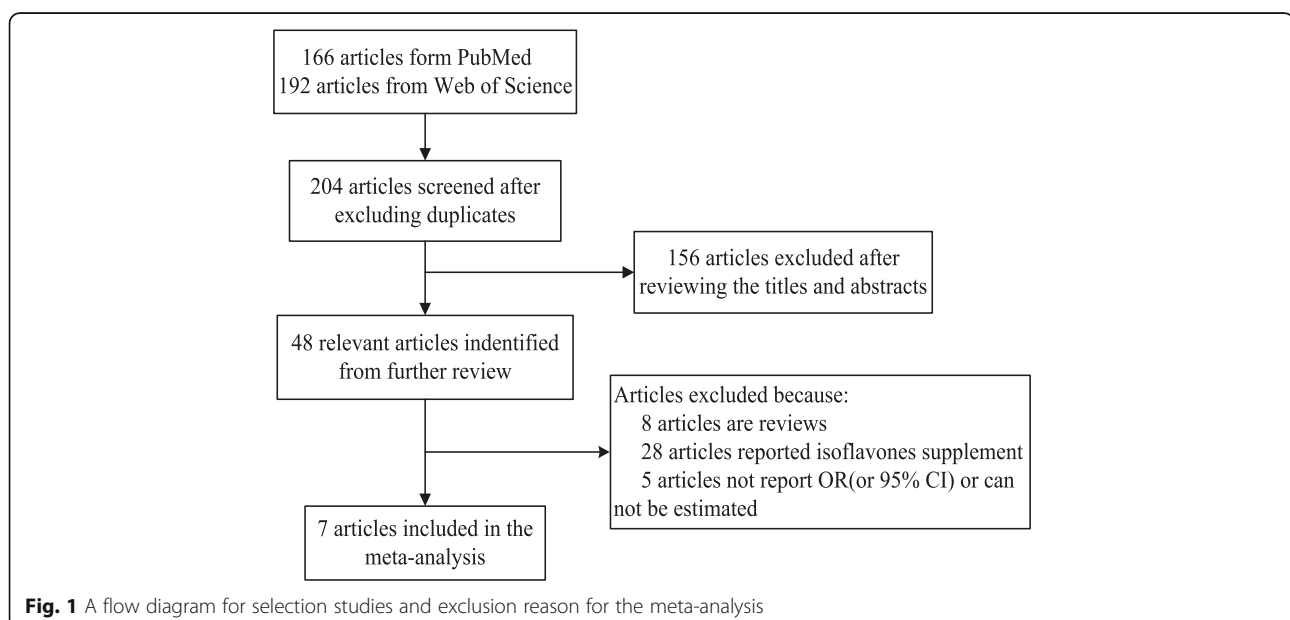 166 articles form PubMed
192 articles from Web of Science
204 articles screened after
excluding duplicates
156 articles excluded after
reviewing the titles and abstracts
48 relevant articles indentified
from further review
Articles excluded because:
8 articles are reviews
28 articles reported isoflavones supplement
5 articles not report OR(or 95% CI) or can
not be estimated
7 articles included in the
meta-analysis
Fig. 1 A flow diagram for selection studies and exclusion reason for the meta-analysis